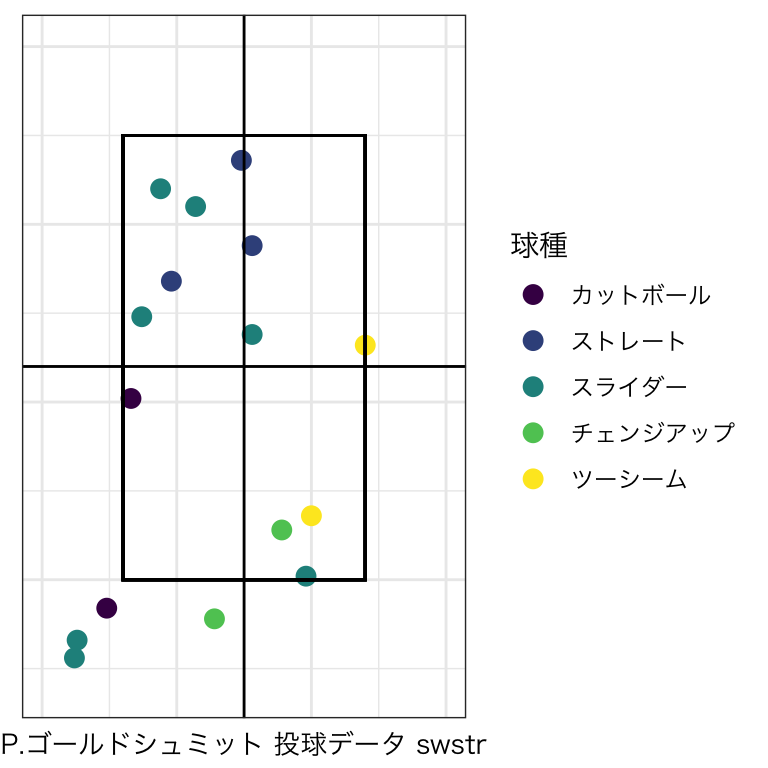 球種
カットボール
ストレート
スライダー
チェンジアップ
ツーシーム
P.ゴールドシュミット 投球データ swstr